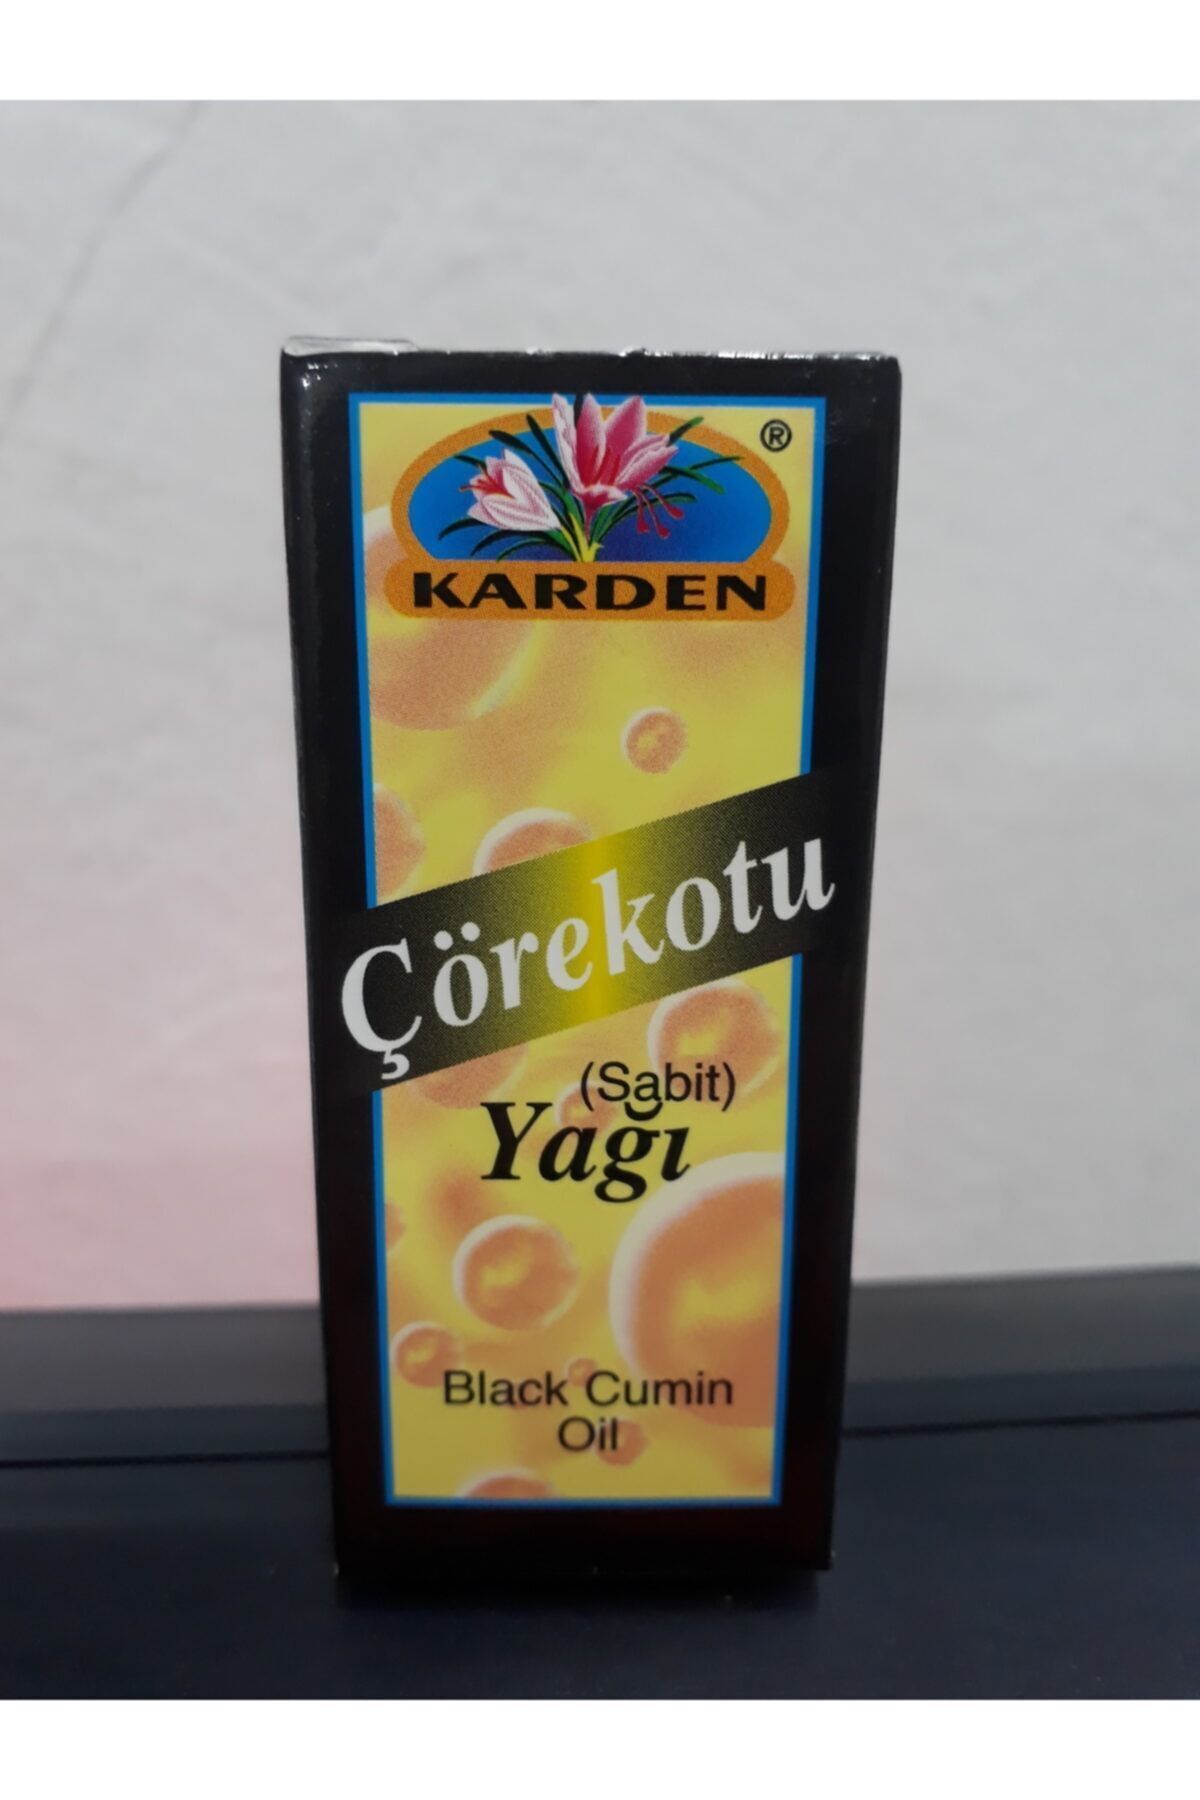 ®
KARDEN
Çörekotu
(Sabit)
Yağı
Black Cumin
Oil